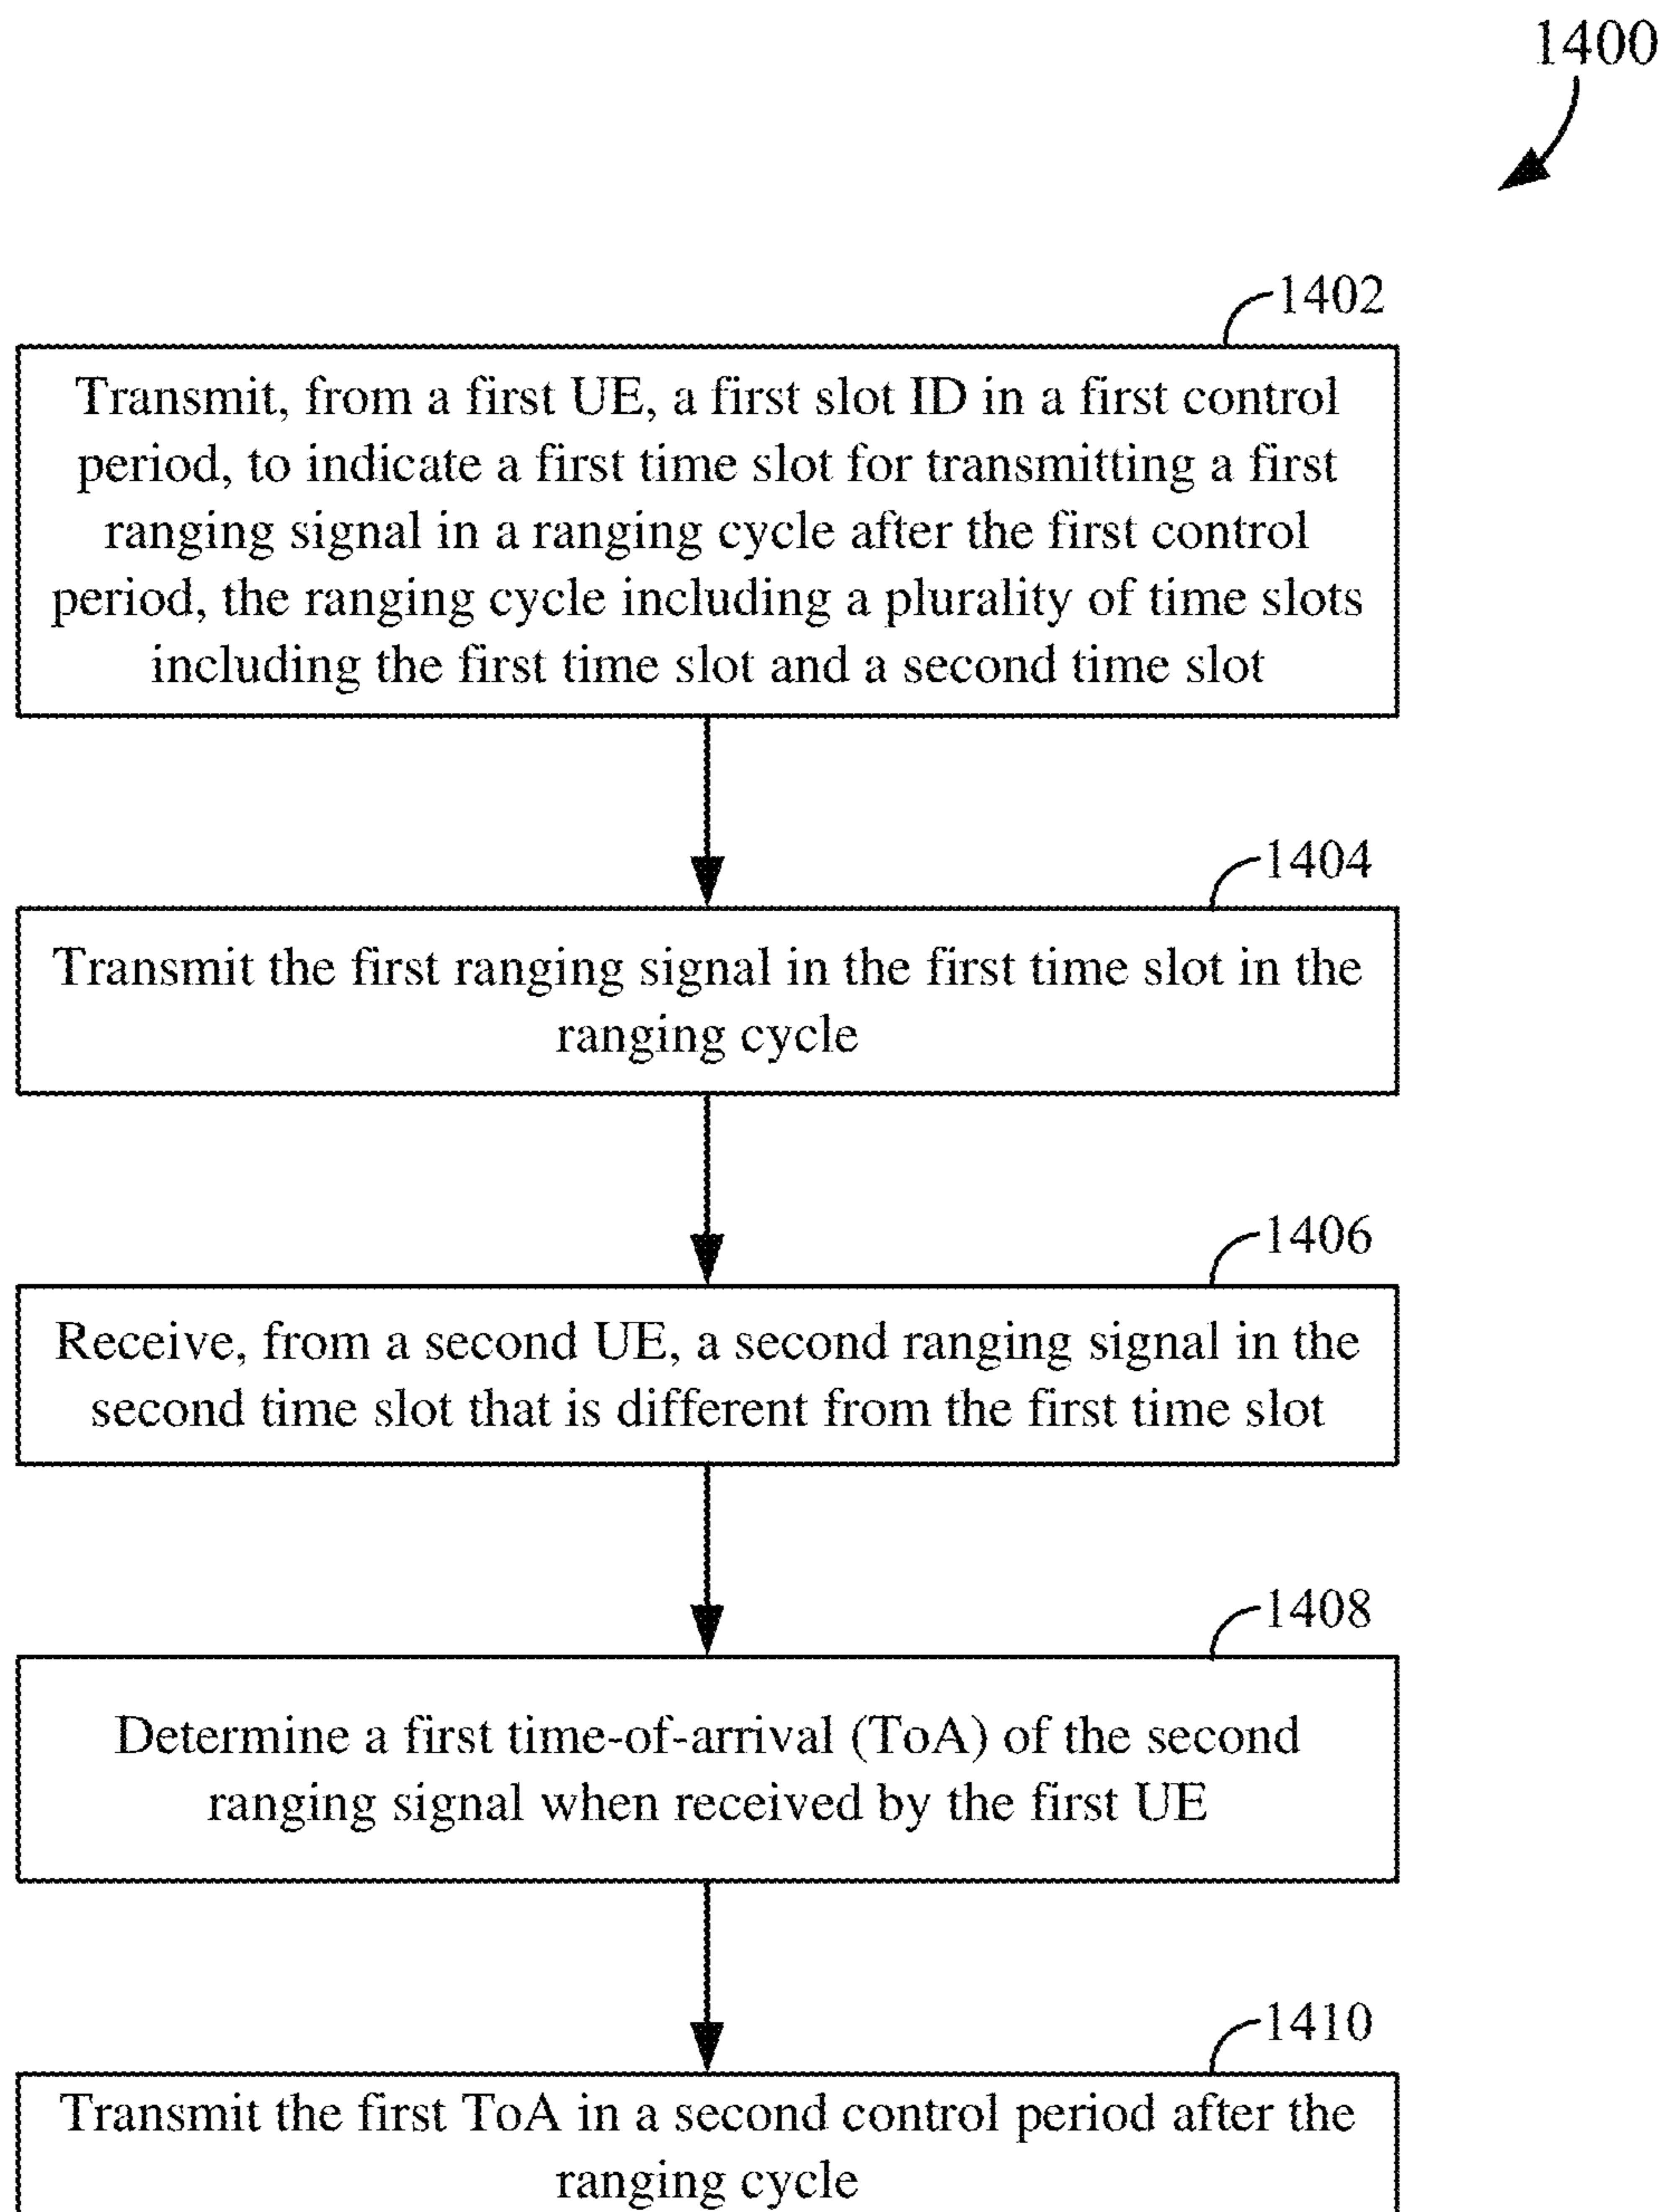 1400
1402
Transmit, from a first UE, a first slot ID in a first control
period, to indicate a first time slot for transmitting a first
ranging signal in a ranging cycle after the first control
period, the ranging cycle including a plurality of time slots
including the first time slot and a second time slot
1404
Transmit the first ranging signal in the first time slot in the
ranging cycle
1406
Receive, from a second UE, a second ranging signal in the
second time slot that is different from the first time slot
1408
Determine a first time-of-arrival (ToA) of the second
ranging signal when received by the first UE
1410
Transmit the first ToA in a second control period after the
ranging cycle